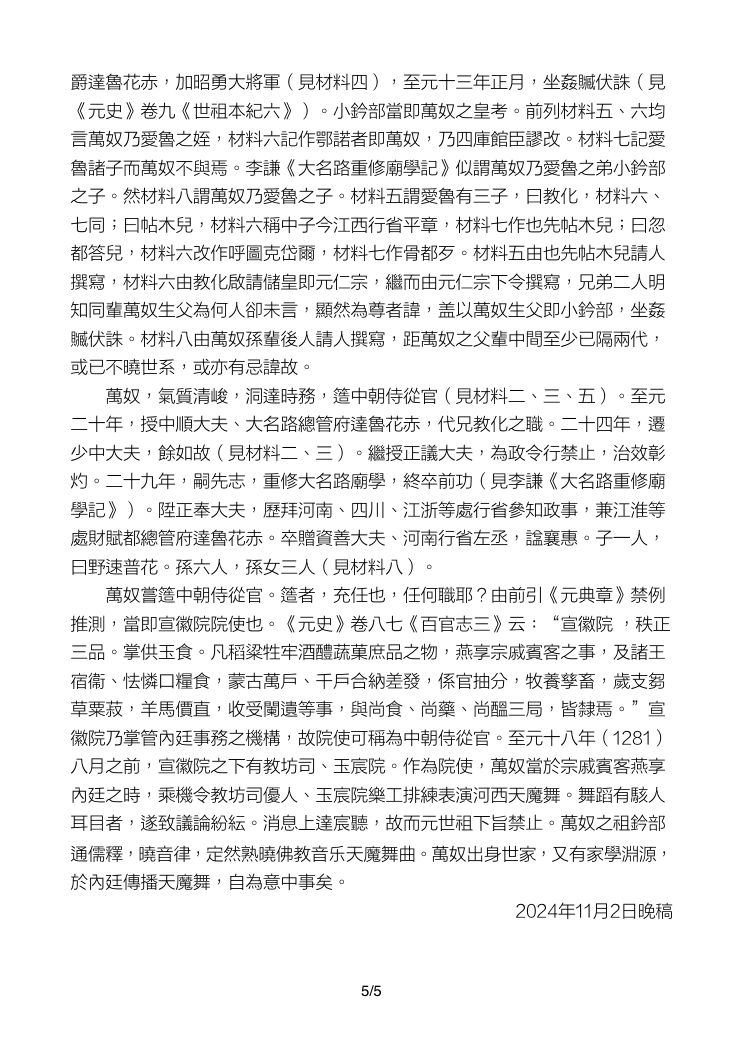 爵達魯花赤，加昭勇大將軍（見材料四），至元十三年正月，坐姦贓伏誅（見
《元史》卷九《世祖本紀六》）。小鈐部當即萬奴之皇考。前列材料五、六均
言萬奴乃愛魯之姪，材料六記作鄂諾者即萬奴，乃四庫館臣謬改。材料七記愛
魯諸子而萬奴不與焉。李謙《大名路重修廟學記》似謂萬奴乃愛魯之弟小鈐部
之子。然材料八謂萬奴乃愛魯之子。材料五謂愛魯有三子，曰教化，材料六、
七同；曰帖木兒，材料六稱中子今江西行省平章，材料七作也先帖木兒；曰忽
都答兒，材料六改作呼圖克岱爾，材料七作骨都歹。材料五由也先帖木兒請人
撰寫，材料六由教化啟請儲皇即元仁宗，繼而由元仁宗下令撰寫，兄弟二人明
知同輩萬奴生父為何人卻未言，顯然為尊者諱，盖以萬奴生父即小鈐部，坐姦
贓伏誅。材料八由萬奴孫輩後人請人撰寫，距萬奴之父輩中間至少已隔兩代，
或已不曉世系，或亦有忌諱故。
萬奴，氣質清峻，洞達時務，簉中朝侍從官（見材料二、三、五）。至元
二十年，授中順大夫、大名路總管府達魯花赤，代兄教化之職。二十四年，遷
少中大夫，餘如故（見材料二、三）。繼授正議大夫，為政令行禁止，治效彰
灼。二十九年，嗣先志，重修大名路廟學，終卒前功（見李謙《大名路重修廟
學記》）。陞正奉大夫，歷拜河南、四川、江浙等處行省參知政事，兼江淮等
處財賦都總管府達魯花赤。卒贈資善大夫、河南行省左丞，諡襄惠。子一人，
曰野速普花。孫六人，孫女三人（見材料八）。
萬奴嘗簉中朝侍從官。簉者，充任也，任何職耶？由前引《元典章》禁例
推測，當即宣徽院院使也。《元史》卷八七《百官志三》云：“宣徽院 ，秩正
三品。掌供玉食。凡稻粱牲牢酒醴蔬菓庶品之物，燕享宗戚賓客之事，及諸王
宿衞、怯憐口糧食，蒙古萬戶、千戶合納差發，係官抽分，牧養孳畜，歲支芻
草粟菽，羊馬價直，收受闌遺等事，與尚食、尚藥、尚醞三局，皆隸焉。”宣
徽院乃掌管內廷事務之機構，故院使可稱為中朝侍從官。至元十八年（1281）
八月之前，宣徽院之下有教坊司、玉宸院。作為院使，萬奴當於宗戚賓客燕享
內廷之時，乘機令教坊司優人、玉宸院樂工排練表演河西天魔舞。舞蹈有駭人
耳目者，遂致議論紛紜。消息上達宸聽，故而元世祖下旨禁止。萬奴之祖鈐部
通儒釋，曉音律，定然熟曉佛教音乐天魔舞曲。萬奴出身世家，又有家學淵源，
於內廷傳播天魔舞，自為意中事矣。
2024年11月2日晚稿
5/5